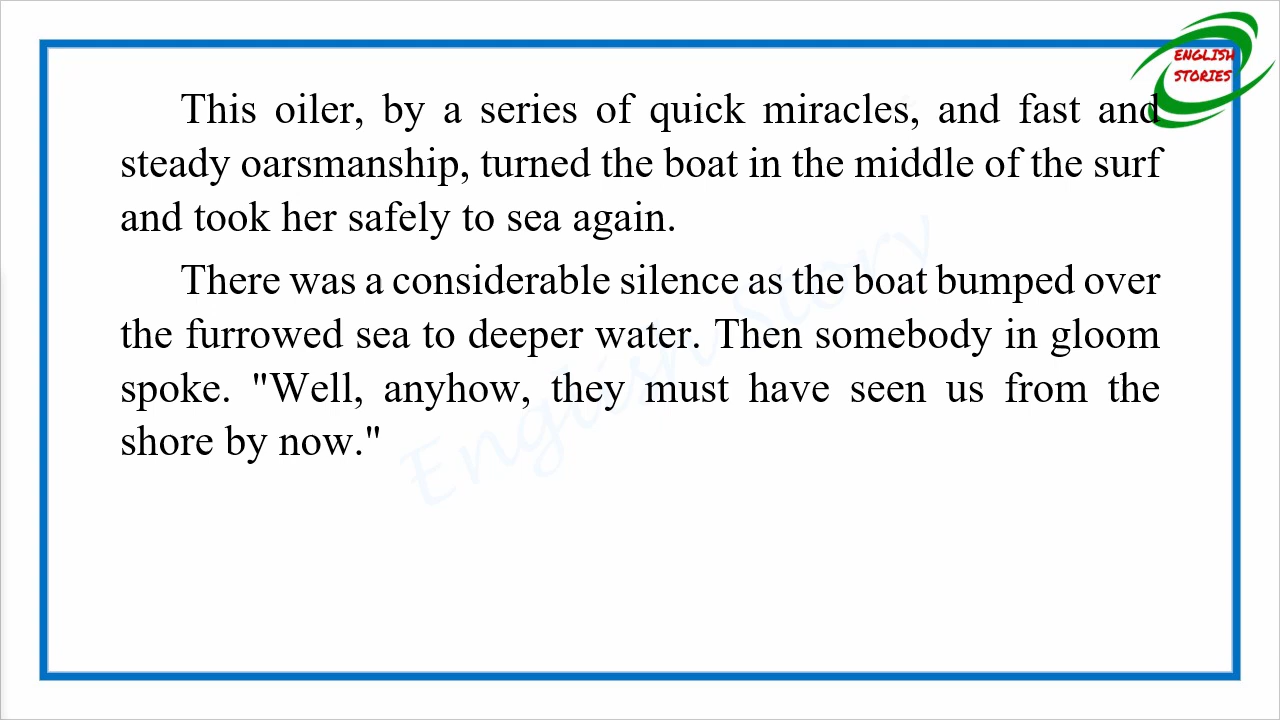 ENGLISH
STORIES
This oiler, by a series of quick miracles, and fast and
steady oarsmanship, turned the boat in the middle of the surf
and took her safely to sea again.
There was a considerable silence as the boat bumped over
the furrowed sea to deeper water. Then somebody in gloom
spoke. "Well, anyhow, they must have seen us from the
shore by now."
English Story